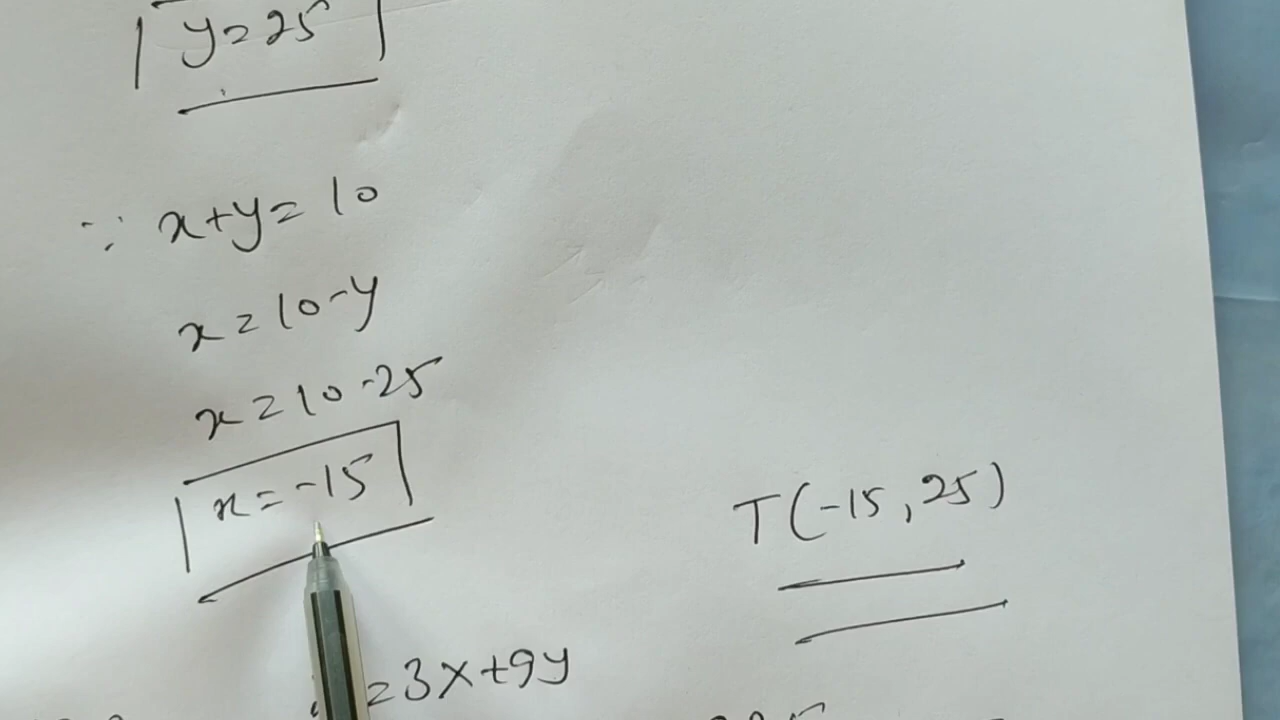 y=25
∵ x+y=10
x=10-y
x=10-25
x=-15
T(-15,25)
=3x+9y